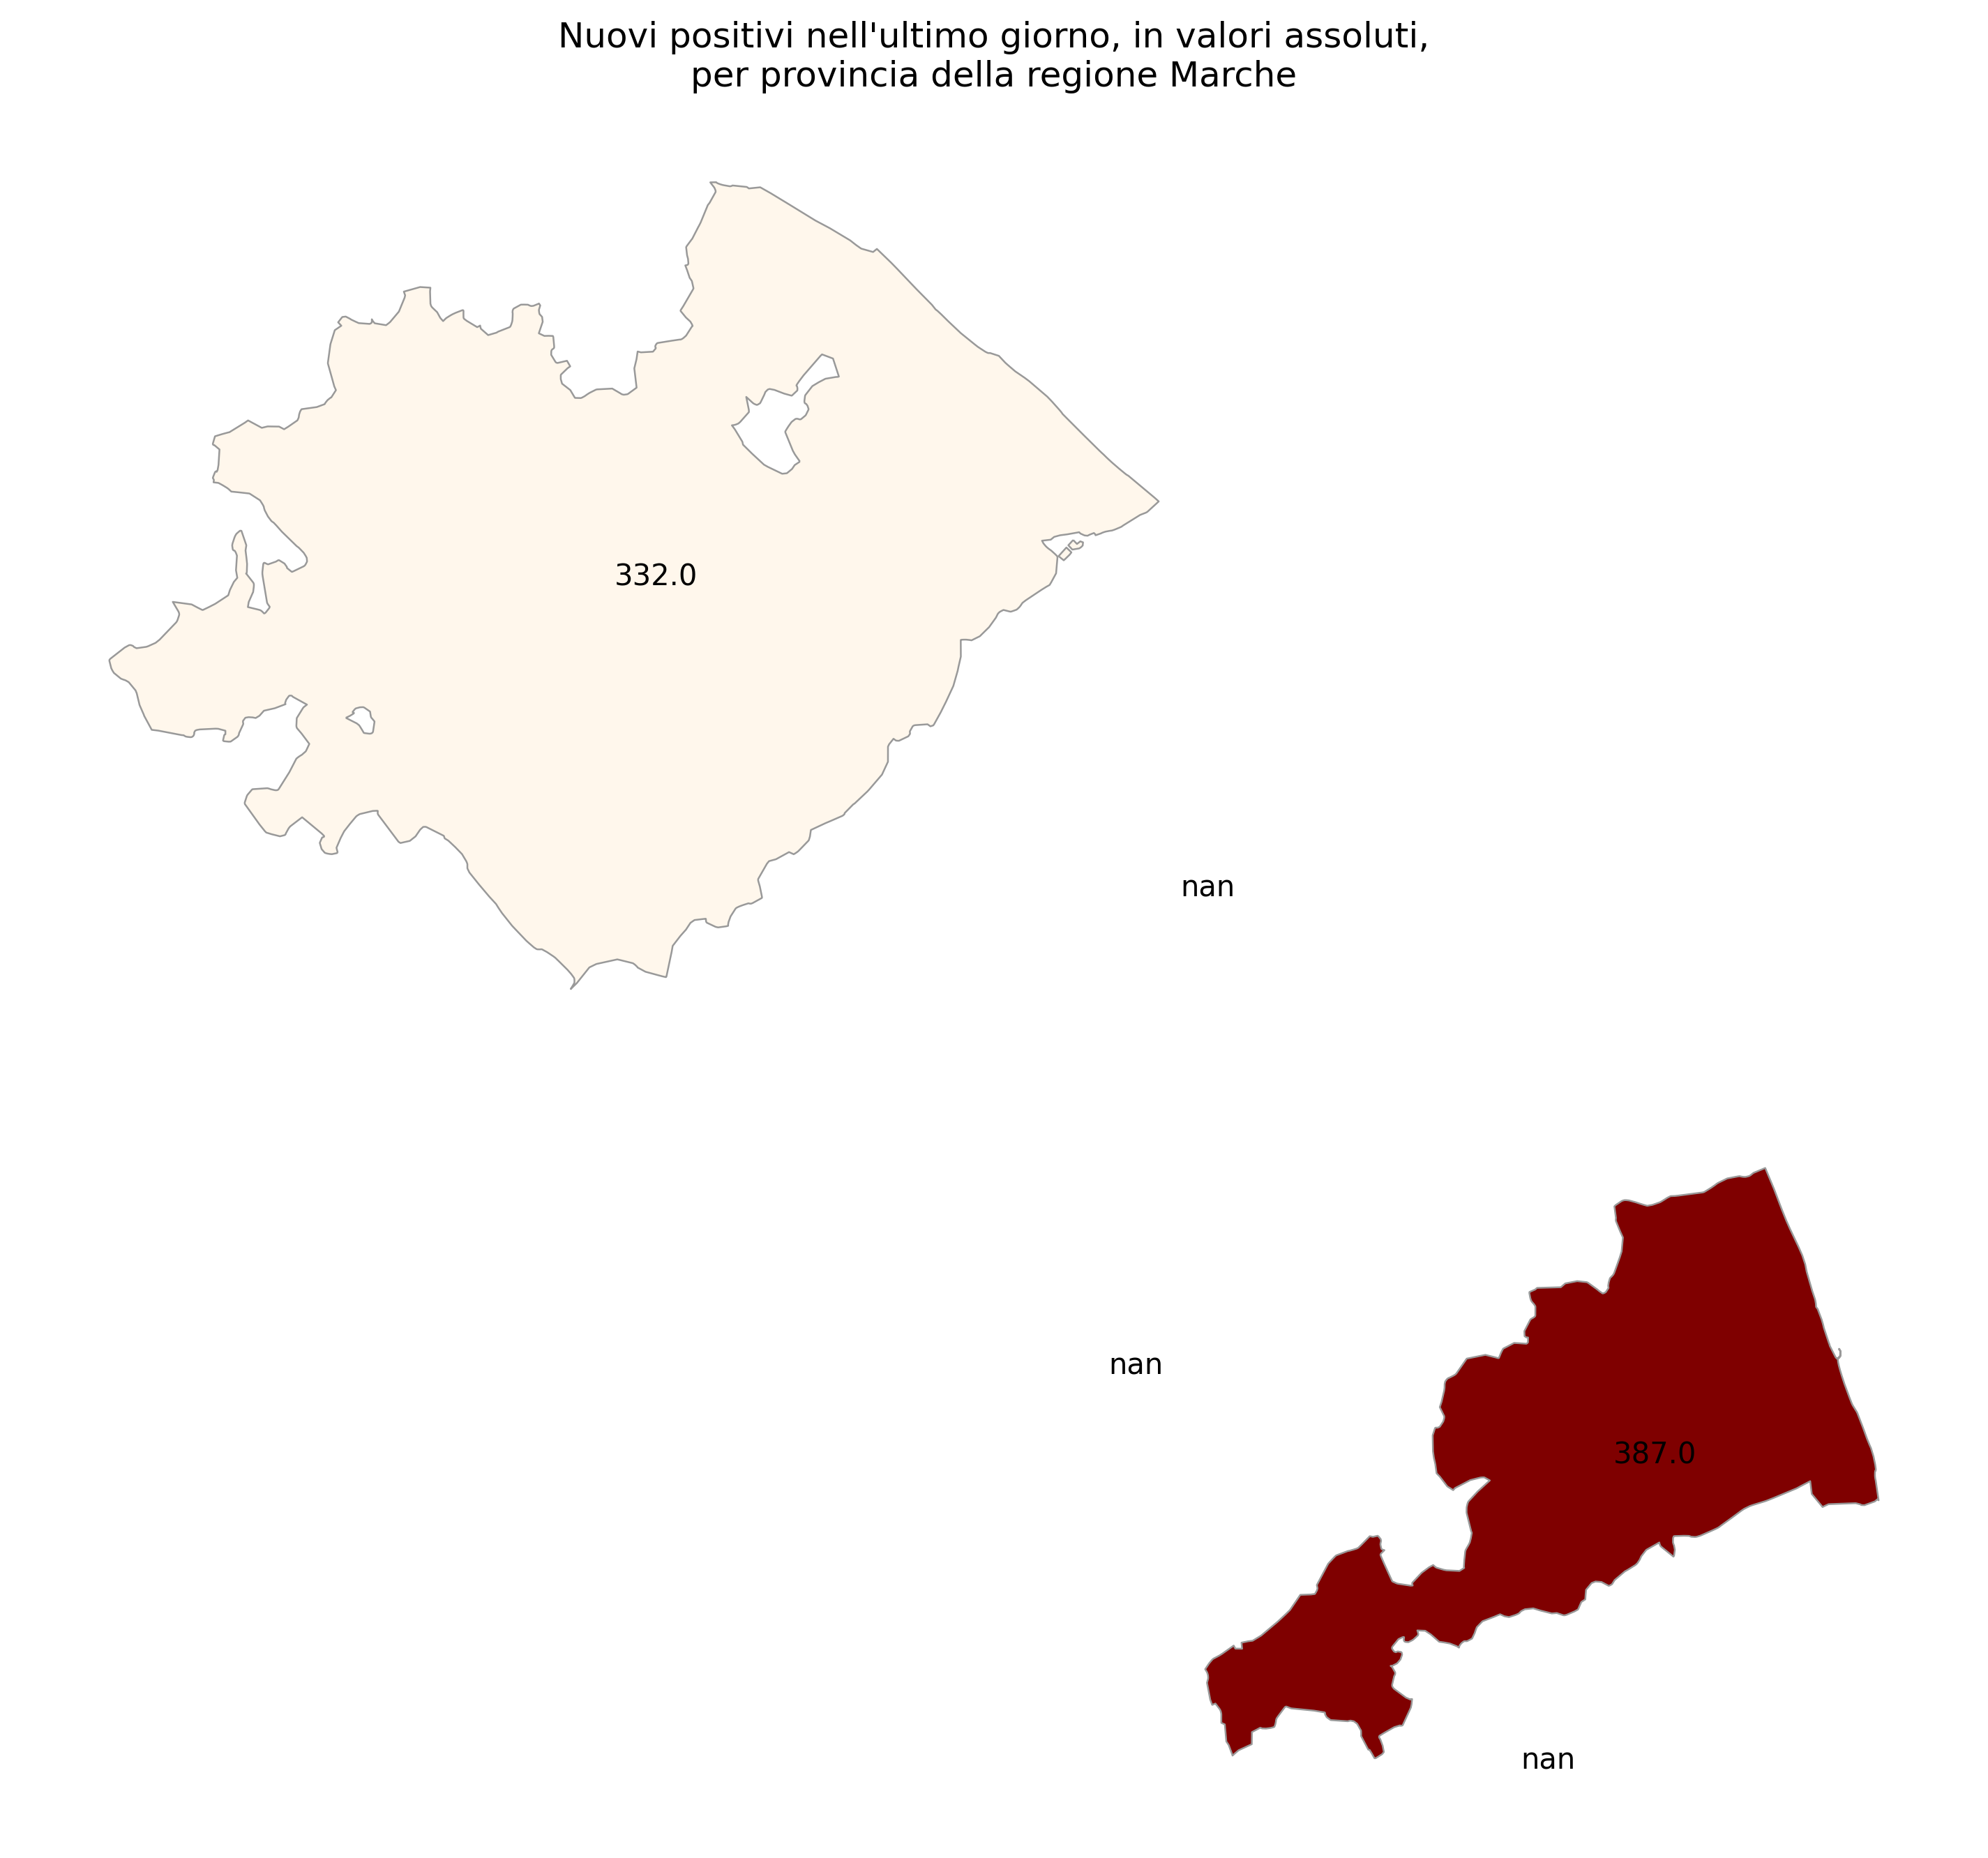 Nuovi positivi nell'ultimo giorno, in valori assoluti,
per provincia della regione Marche
332.0
nan
nan
387.0
nan